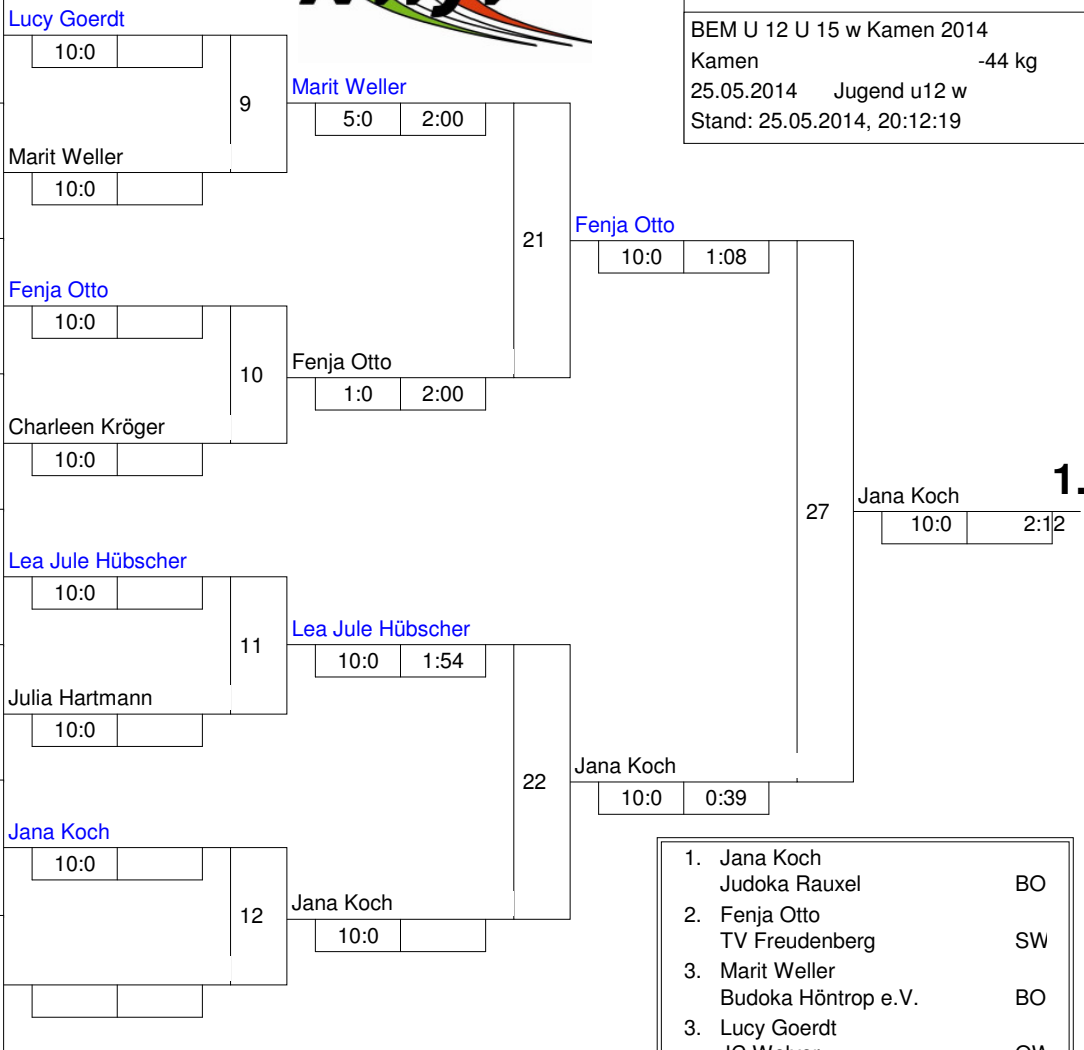 Lucy Goerdt
10:0
9
Marit Weller
10:0
Marit Weller
5:0 2:00
BEM U 12 U 15 w Kamen 2014
Kamen -44 kg
25.05.2014 Jugend u12 w
Stand: 25.05.2014, 20:12:19
21
Fenja Otto
10:0 1:08
Fenja Otto
10:0
10
Fenja Otto
1:0 2:00
Charleen Kröger
10:0
1.
Jana Koch
10:0 2:12
27
Lea Jule Hübscher
10:0
11
Lea Jule Hübscher
10:0 1:54
Julia Hartmann
10:0
22
Jana Koch
10:0 0:39
Jana Koch
10:0
12
Jana Koch
10:0
1. Jana Koch
Judoka Rauxel BO
2. Fenja Otto
TV Freudenberg SW
3. Marit Weller
Budoka Höntrop e.V. BO
3. Lucy Goerdt